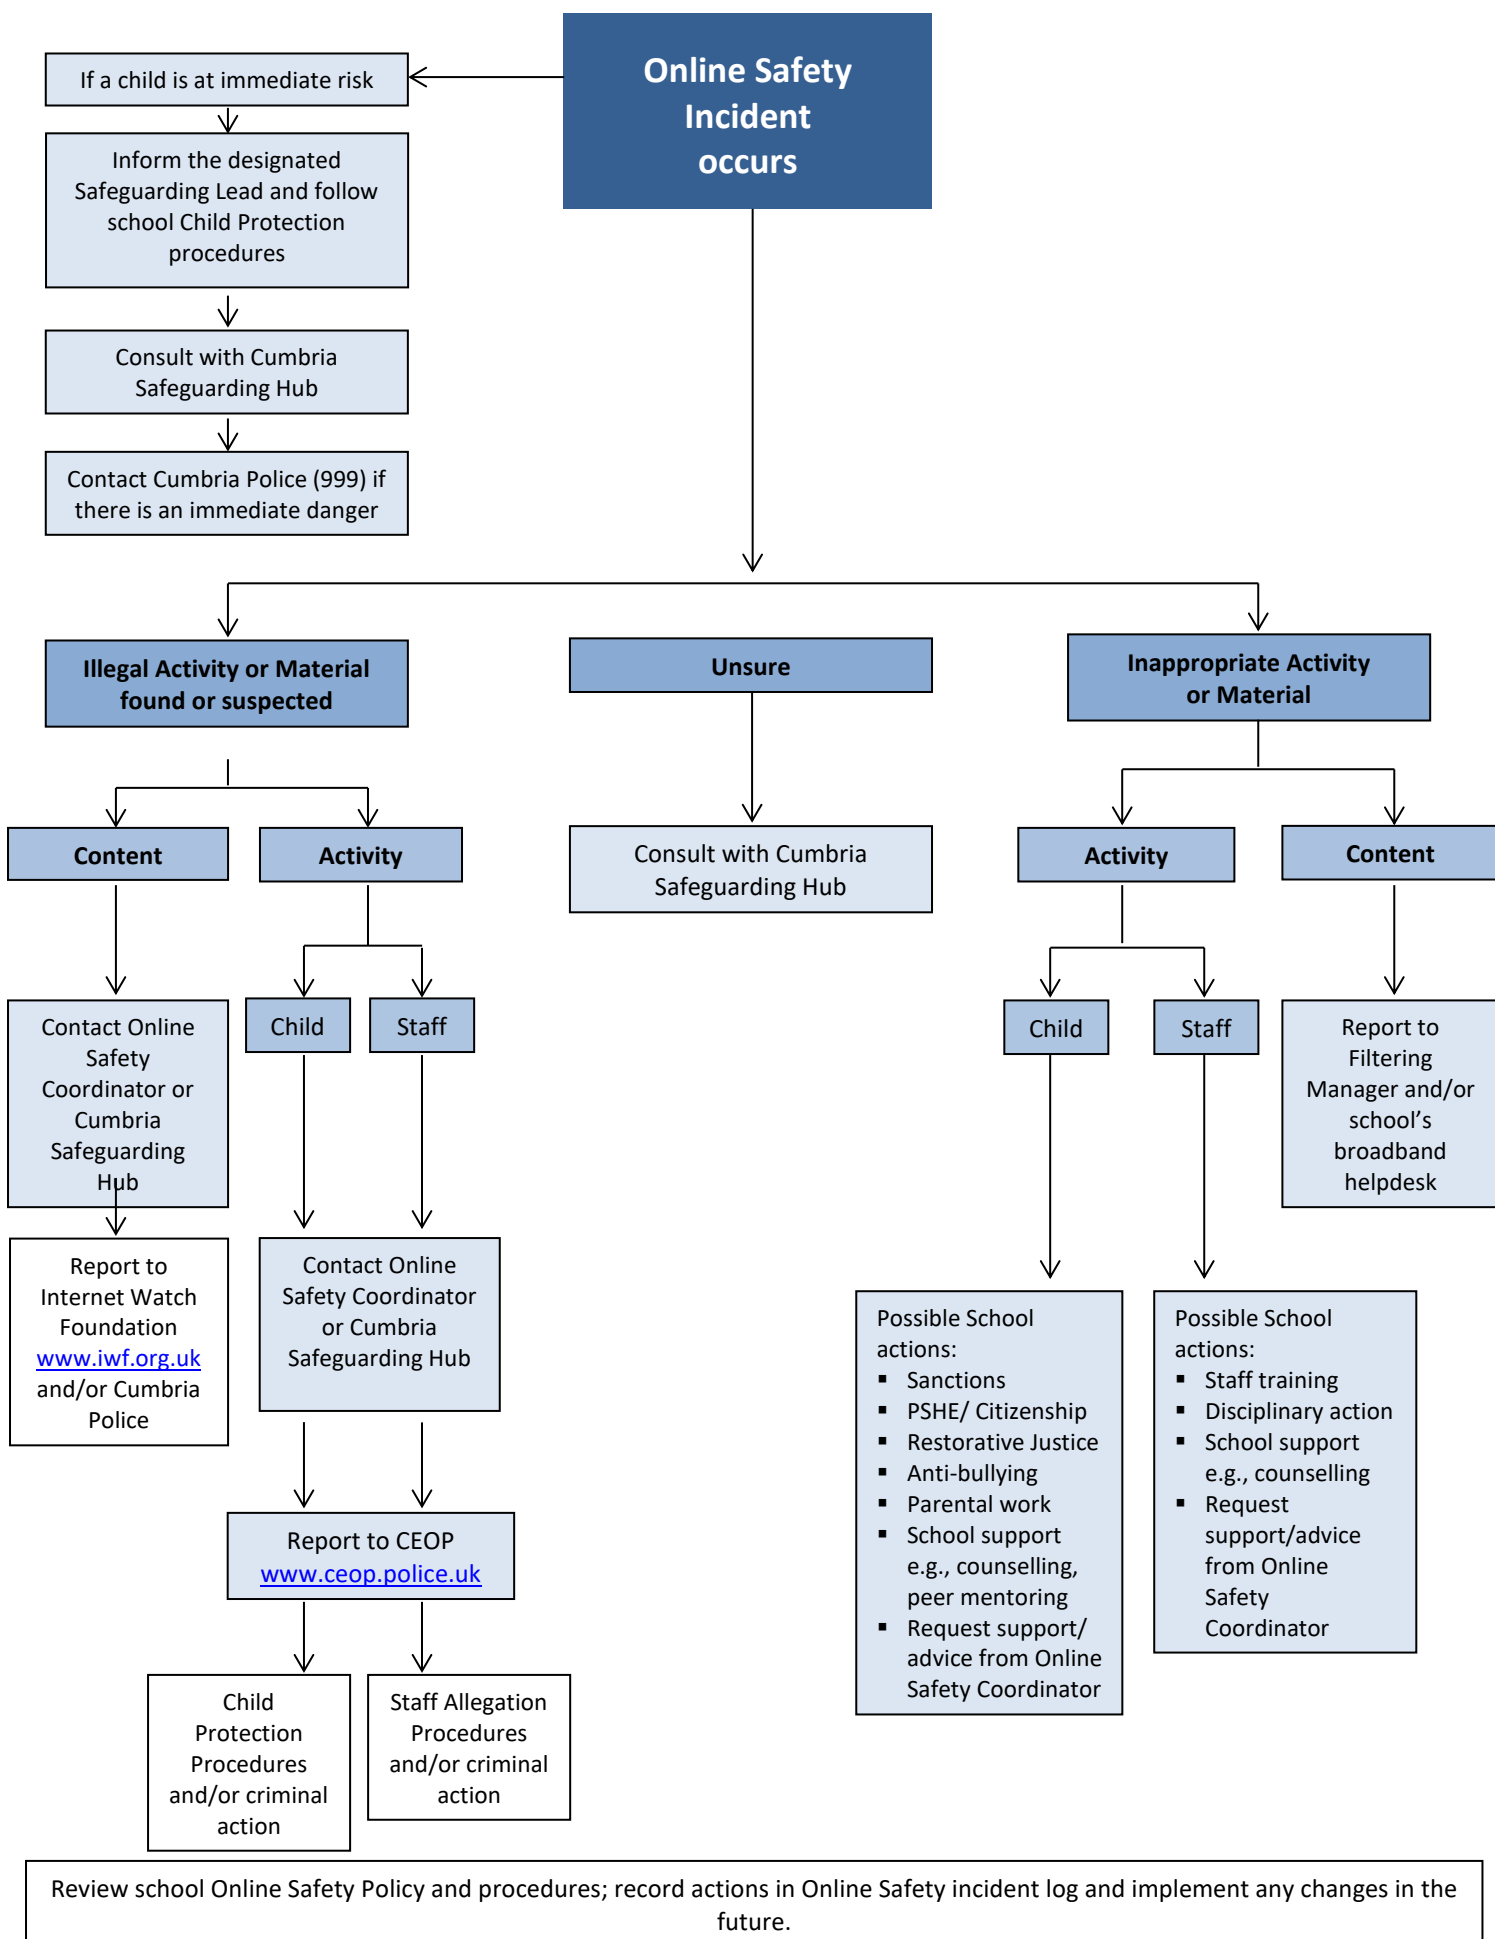 Online Safety
Incident
occurs
If a child is at immediate risk
Inform the designated
Safeguarding Lead and follow
school Child Protection
procedures
Consult with Cumbria
Safeguarding Hub
Contact Cumbria Police (999) if
there is an immediate danger
Illegal Activity or Material
found or suspected
Unsure
Inappropriate Activity
or Material
Content
Activity
Consult with Cumbria
Safeguarding Hub
Activity
Content
Contact Online
Safety
Coordinator or
Cumbria
Safeguarding
Hub
Child
Staff
Child
Staff
Report to
Filtering
Manager and/or
school’s
broadband
helpdesk
Report to
Internet Watch
Foundation
www.iwf.org.uk
and/or Cumbria
Police
Contact Online
Safety Coordinator
or Cumbria
Safeguarding Hub
Possible School
actions:
▪ Sanctions
▪ PSHE/ Citizenship
▪ Restorative Justice
▪ Anti-bullying
▪ Parental work
▪ School support
e.g., counselling,
peer mentoring
▪ Request support/
advice from Online
Safety Coordinator
Possible School
actions:
▪ Staff training
▪ Disciplinary action
▪ School support
e.g., counselling
▪ Request
support/advice
from Online
Safety
Coordinator
Report to CEOP
www.ceop.police.uk
Child
Protection
Procedures
and/or criminal
action
Staff Allegation
Procedures
and/or criminal
action
Review school Online Safety Policy and procedures; record actions in Online Safety incident log and implement any changes in the
future.